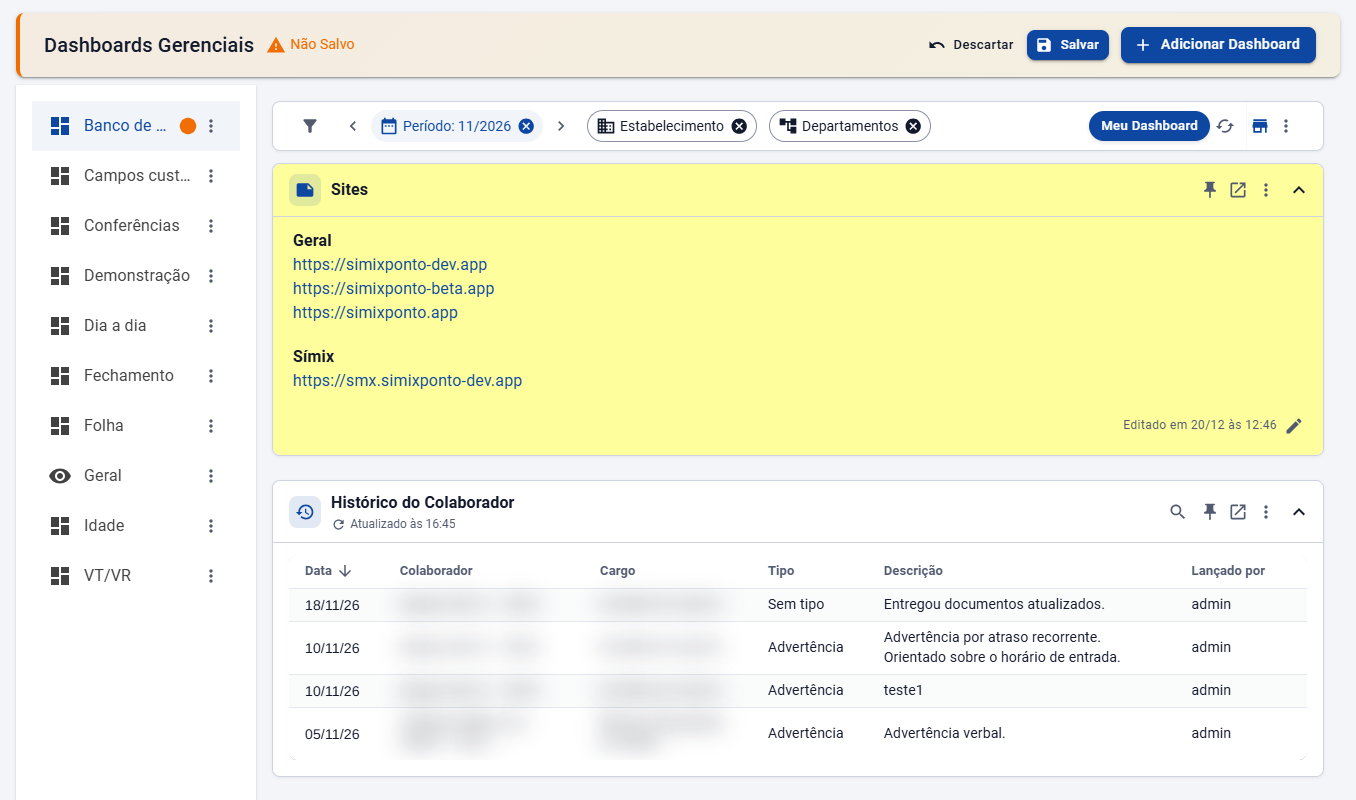 Dashboards Gerenciais
Não Salvo
Descartar
Salvar
Adicionar Dashboard
Banco de ...
Campos cust...
Conferências
Demonstração
Dia a dia
Fechamento
Folha
Geral
Idade
VT/VR
Período: 11/2026
Estabelecimento
Departamentos
Meu Dashboard
Sites
Geral
https://simixponto-dev.app
https://simixponto-beta.app
https://simixponto.app
Símix
https://smx.simixponto-dev.app
Editado em 20/12 às 12:46
Histórico do Colaborador
Atualizado às 16:45
Data Colaborador Cargo Tipo Descrição Lançado por
18/11/26 Sem tipo Entregou documentos atualizados. admin
10/11/26 Advertência Advertência por atraso recorrente. admin
Orientado sobre o horário de entrada.
10/11/26 Advertência teste1 admin
05/11/26 Advertência Advertência verbal. admin